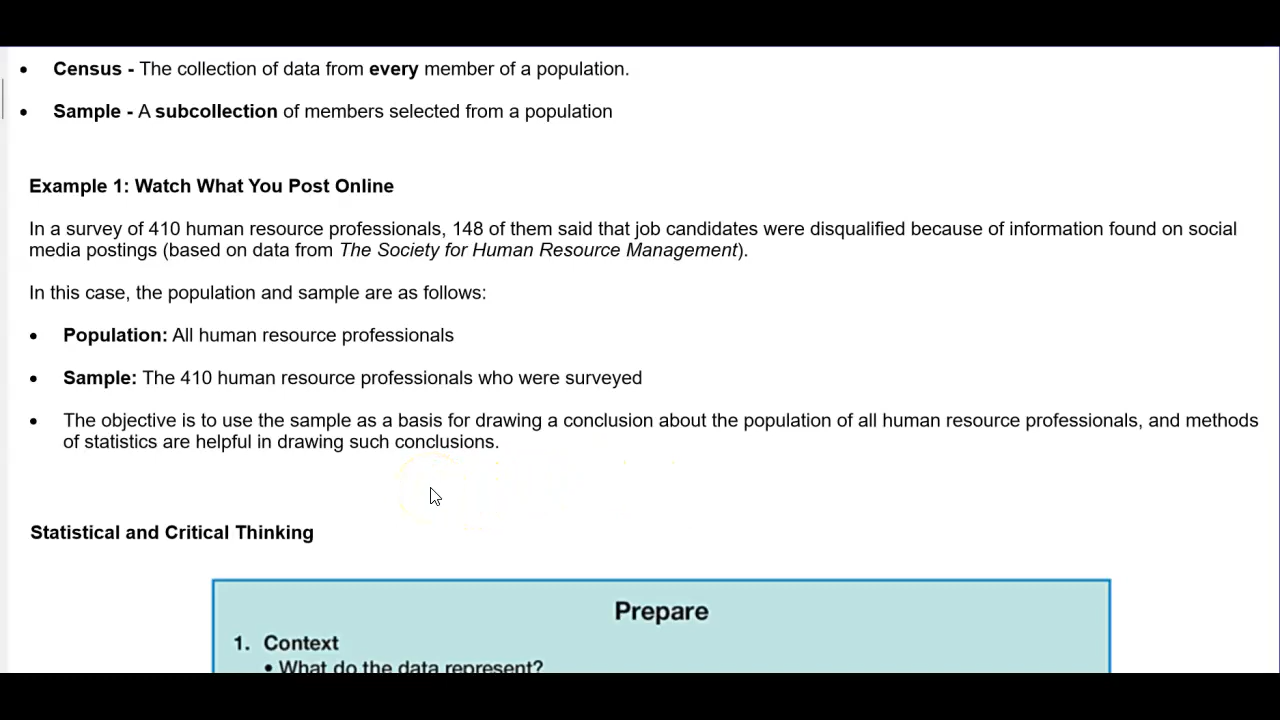 • Census - The collection of data from every member of a population.
• Sample - A subcollection of members selected from a population
Example 1: Watch What You Post Online
In a survey of 410 human resource professionals, 148 of them said that job candidates were disqualified because of information found on social
media postings (based on data from The Society for Human Resource Management).
In this case, the population and sample are as follows:
• Population: All human resource professionals
• Sample: The 410 human resource professionals who were surveyed
• The objective is to use the sample as a basis for drawing a conclusion about the population of all human resource professionals, and methods
of statistics are helpful in drawing such conclusions.
Statistical and Critical Thinking
Prepare
1. Context
• What do the data represent?